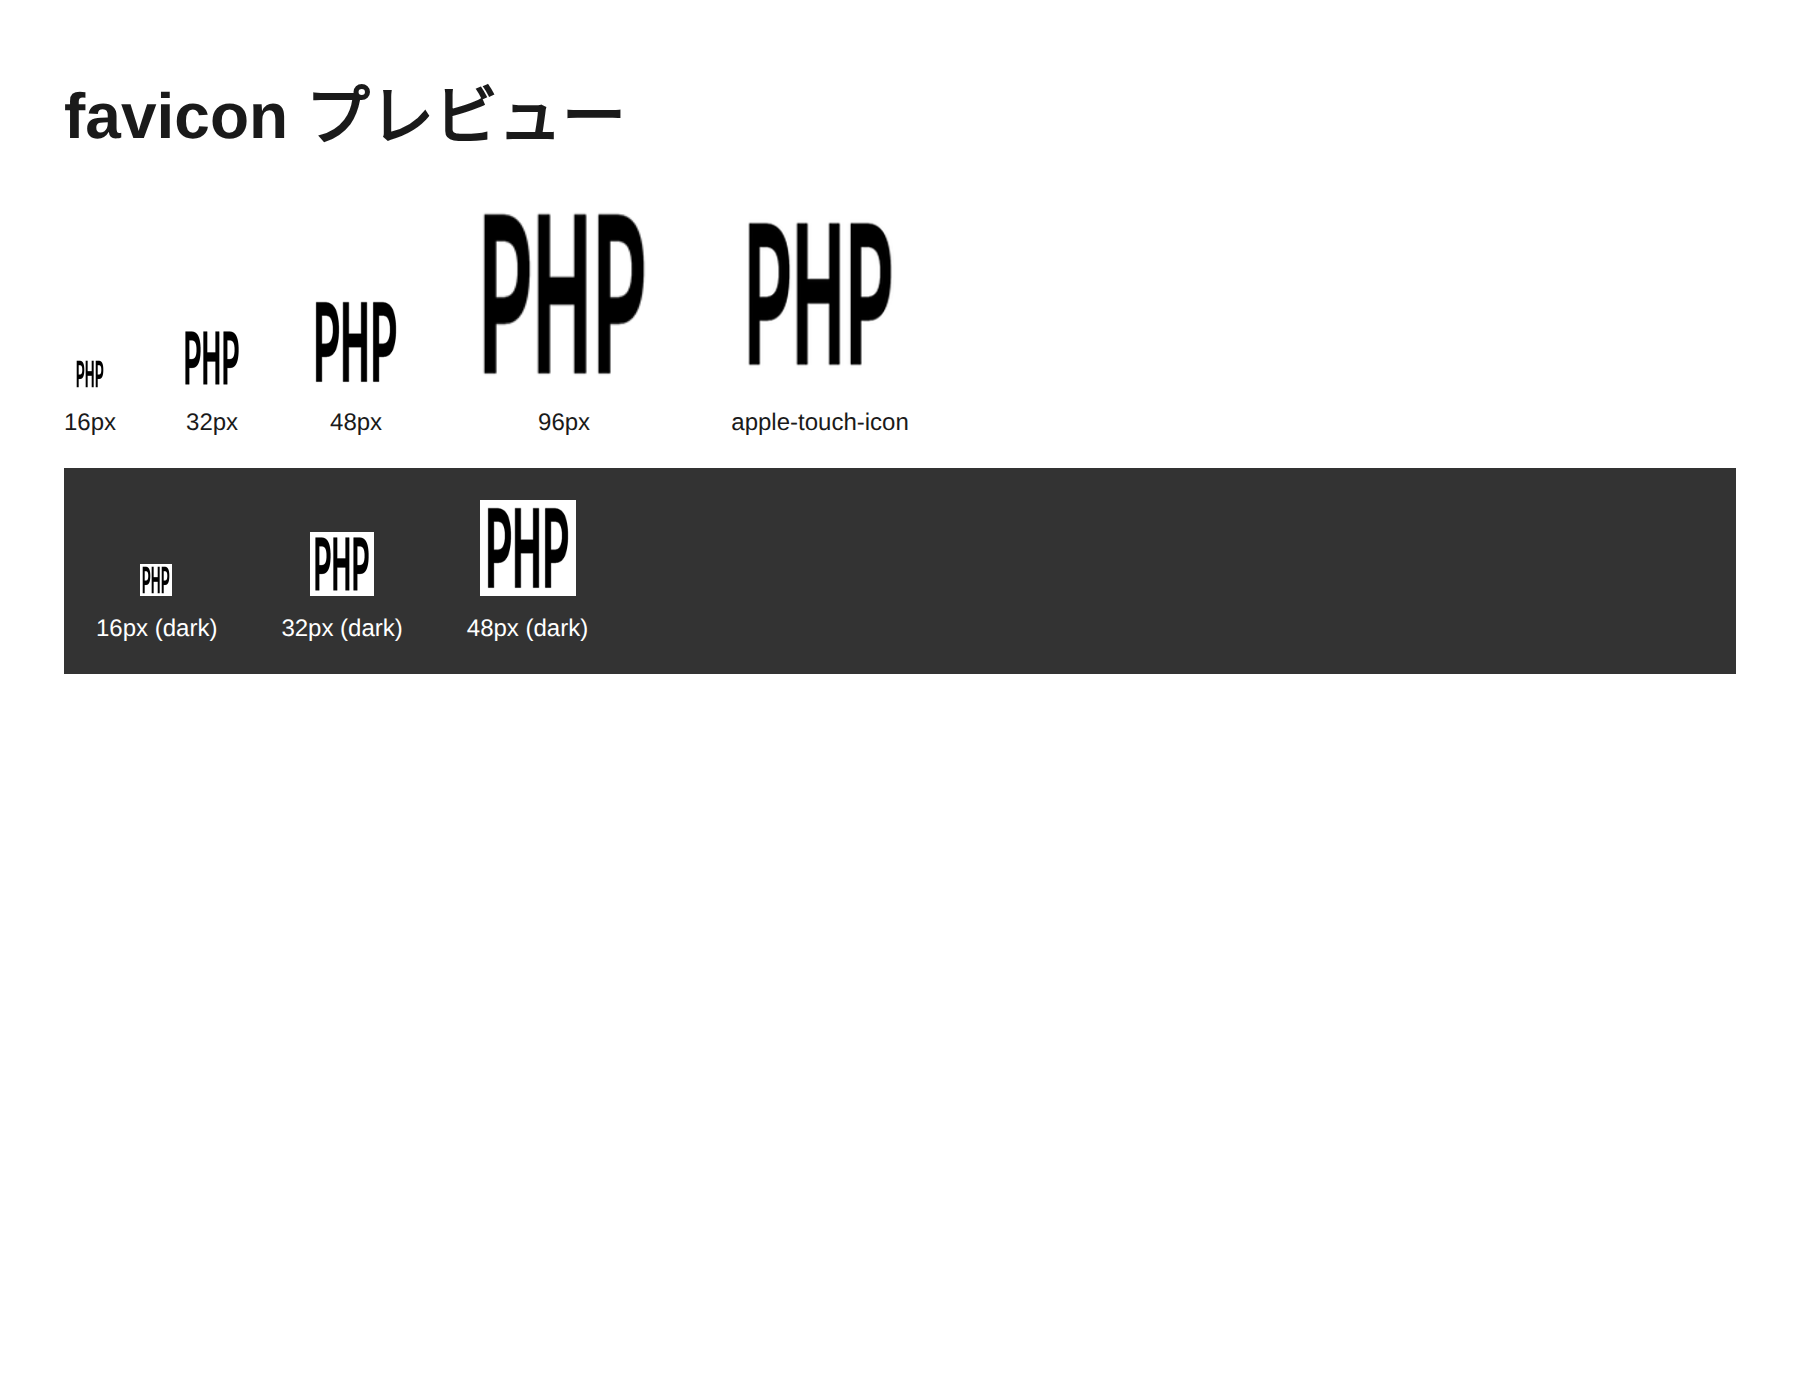 favicon プレビュー
PHP PHP PHP PHP PHP
16px 32px 48px 96px apple-touch-icon
PHP PHP PHP
16px (dark) 32px (dark) 48px (dark)